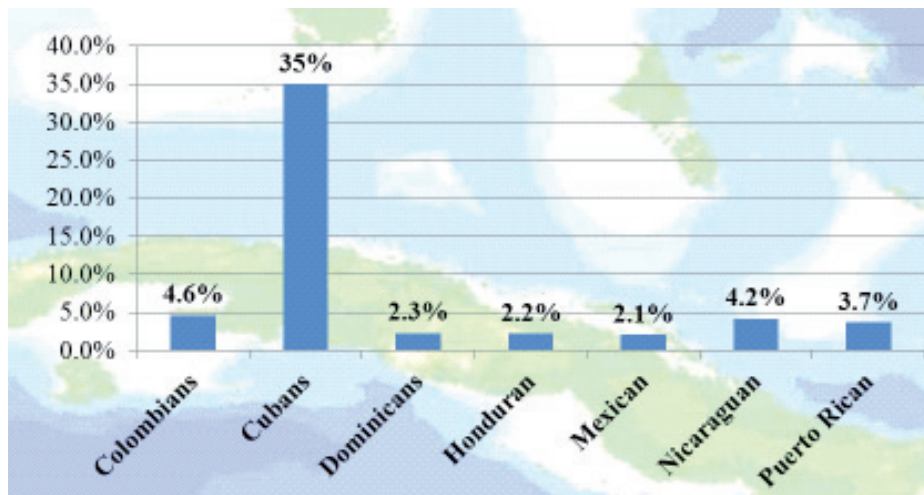 40.0%
35.0%
30.0%
25.0%
20.0%
15.0%
10.0%
5.0%
0.0%
4.6%
35%
2.3%
2.2%
2.1%
4.2%
3.7%
Colombians
Cubans
Dominicans
Honduran
Mexican
Nicaraguan
Puerto Rican